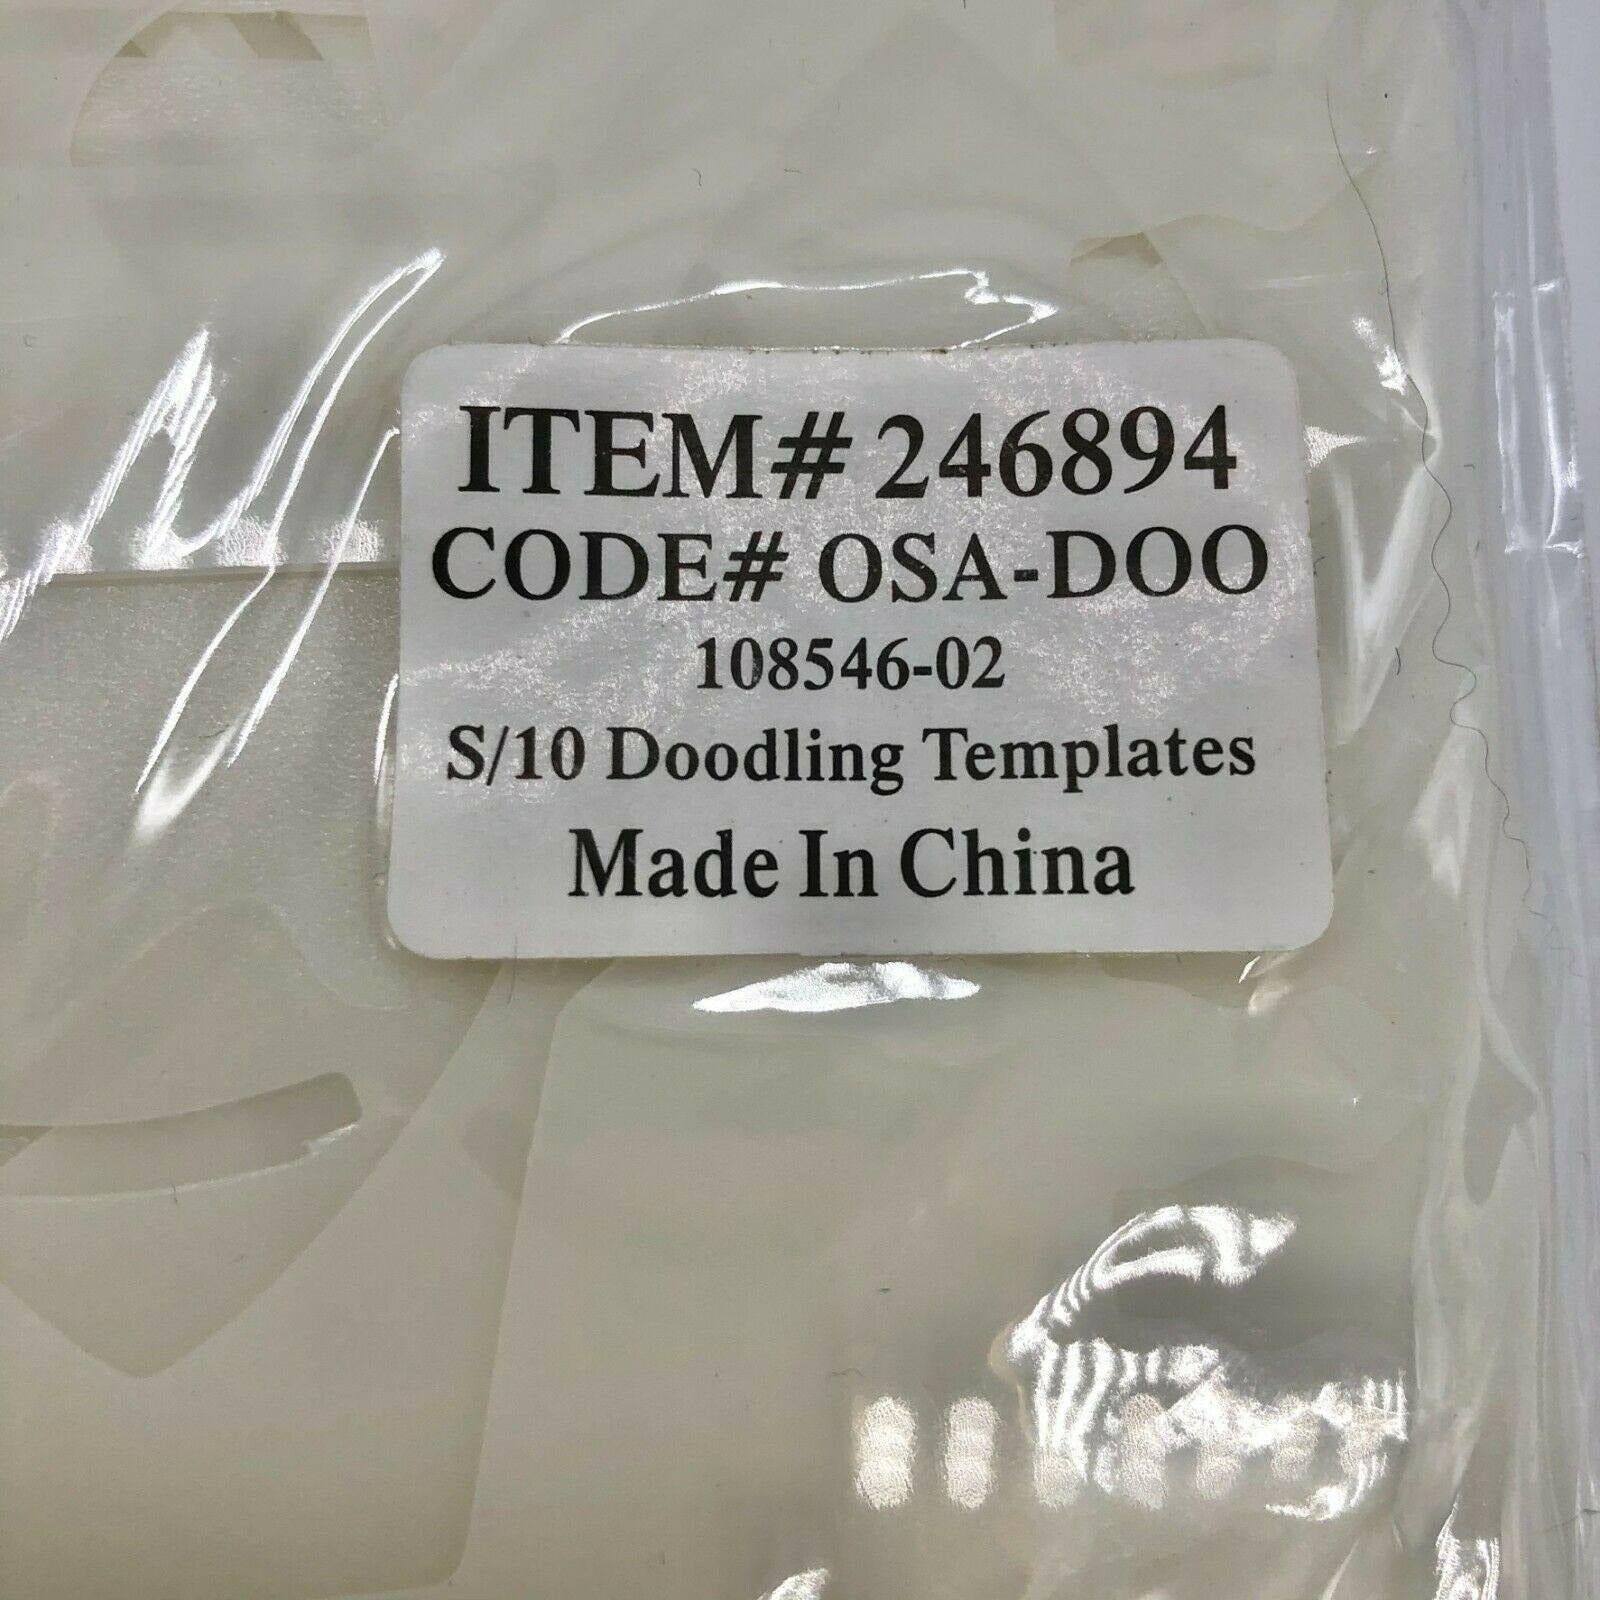 ITEM# 246894
CODE# OSA-DOO
108546-02
S/10 Doodling Templates
Made In China